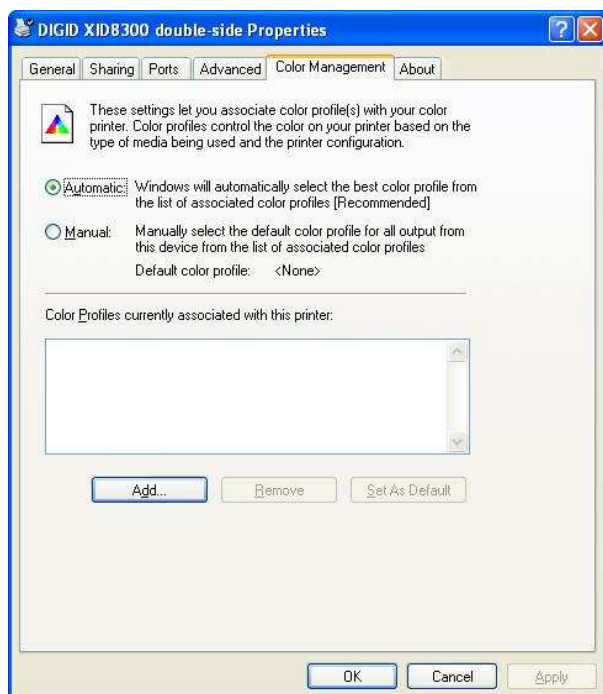 DIGID XID8300 double-side Properties
General Sharing Ports Advanced Color Management About
These settings let you associate color profile(s) with your color
printer. Color profiles control the color on your printer based on the
type of media being used and the printer configuration.
Automatic: Windows will automatically select the best color profile from
the list of associated color profiles [Recommended]
Manual: Manually select the default color profile for all output from
this device from the list of associated color profiles
Default color profile: <None>
Color Profiles currently associated with this printer:
Add... Remove Set As Default
OK Cancel Apply